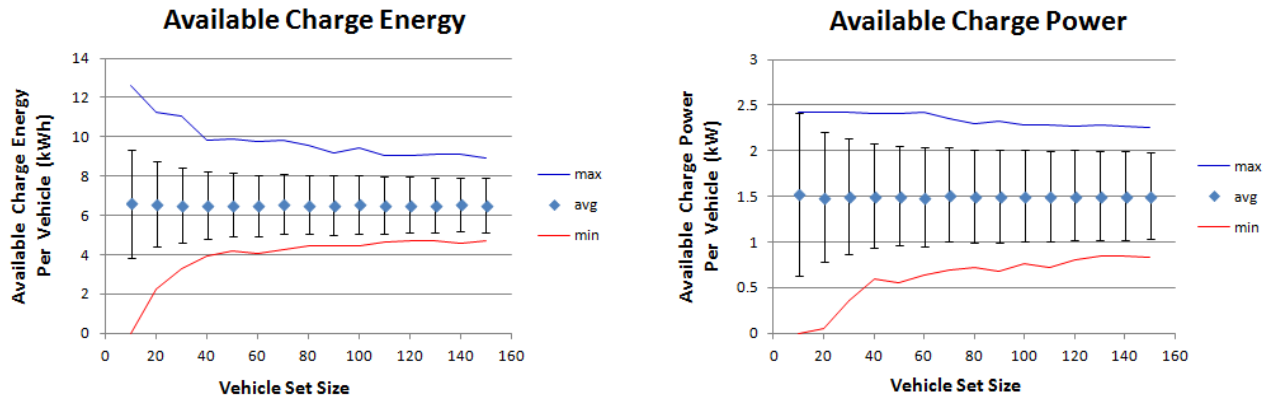 Available Charge Energy
Available Charge Energy
Per Vehicle (kWh)
14
12
10
8
6
4
2
0
0 20 40 60 80 100 120 140 160
Vehicle Set Size
max
avg
min
Available Charge Power
Available Charge Power
Per Vehicle (kW)
3
2.5
2
1.5
1
0.5
0
0 20 40 60 80 100 120 140 160
Vehicle Set Size
max
avg
min